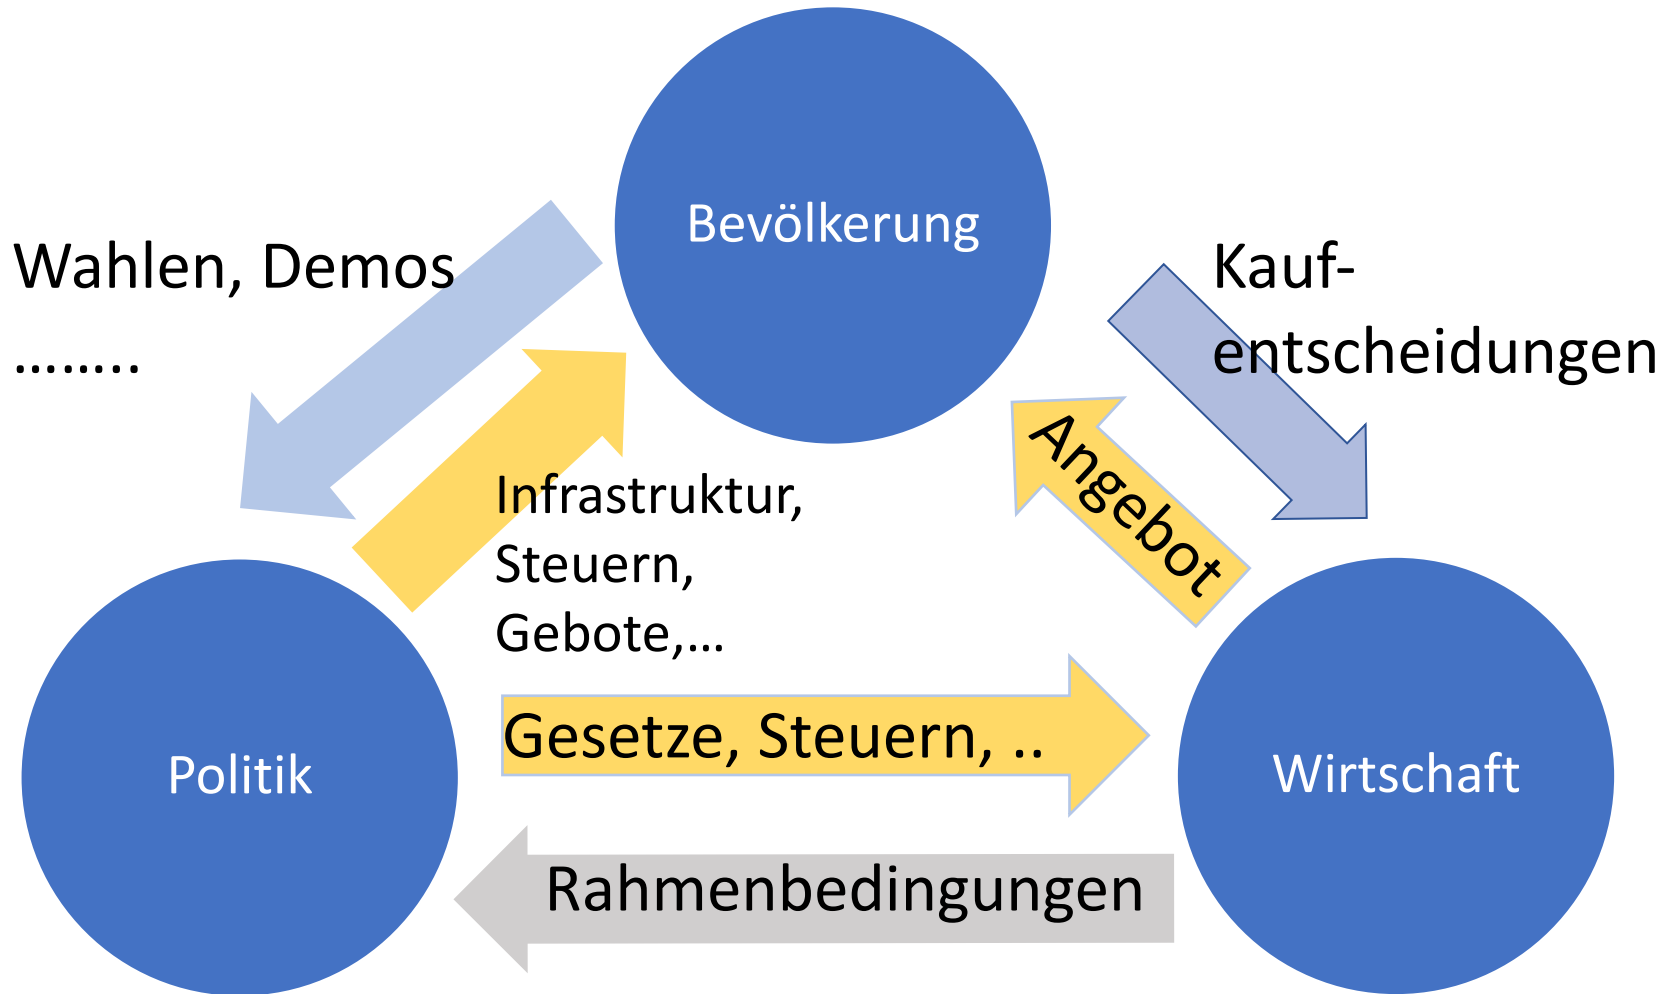 Bevölkerung
Wahlen, Demos
……..
Kauf-
entscheidungen
Angebot
Infrastruktur,
Steuern,
Gebote,…
Gesetze, Steuern, ..
Politik
Wirtschaft
Rahmenbedingungen